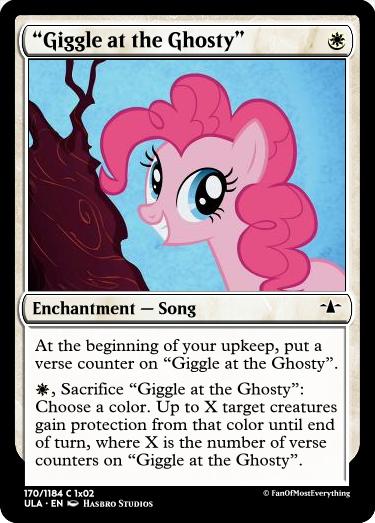 “Giggle at the Ghosty”
Enchantment — Song
At the beginning of your upkeep, put a
verse counter on “Giggle at the Ghosty”.
, Sacrifice “Giggle at the Ghosty”:
Choose a color. Up to X target creatures
gain protection from that color until end
of turn, where X is the number of verse
counters on “Giggle at the Ghosty”.
170/1184 C 1x02
ULA • EN Hasbro Studios
© FanOfMostEverything